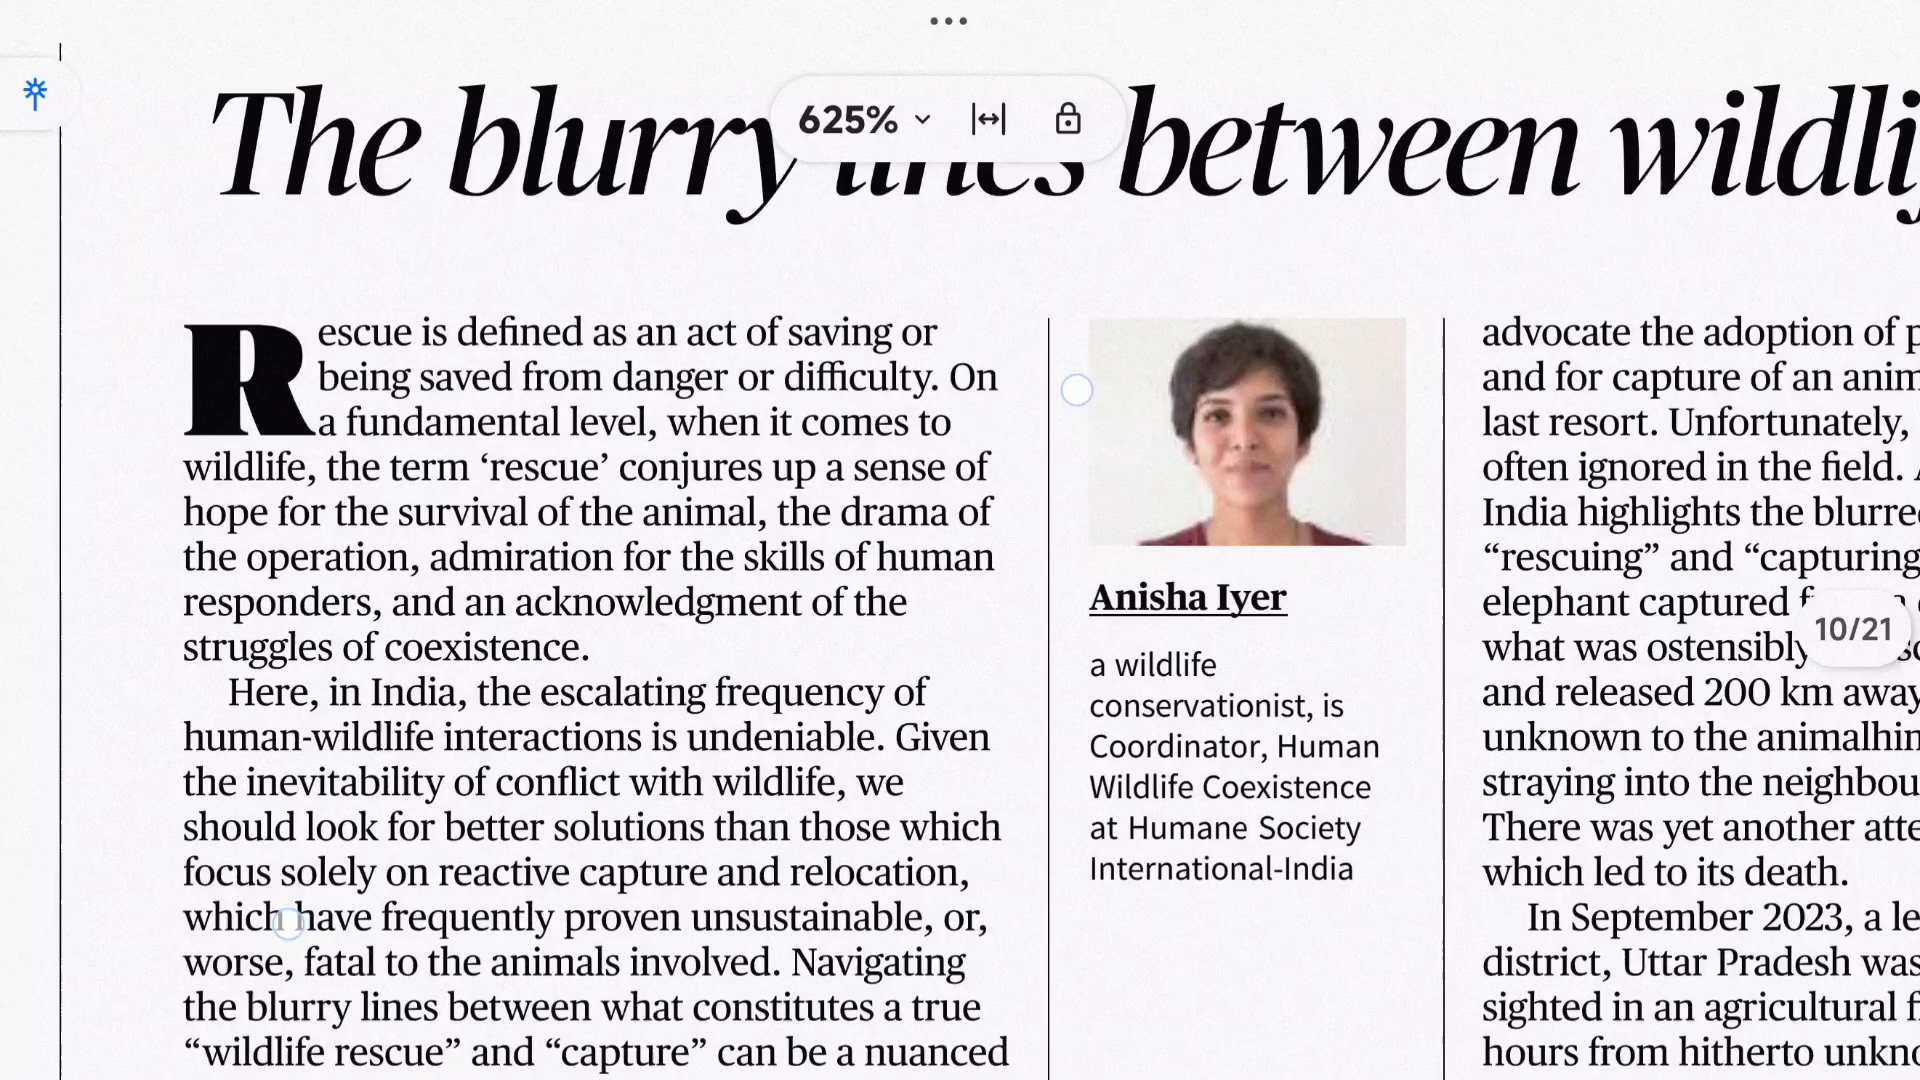 The blurry lines between
625%
Rescue is defined as an act of saving or
being saved from danger or difficulty. On
a fundamental level, when it comes to
wildlife, the term ‘rescue’ conjures up a sense of
hope for the survival of the animal, the drama of
the operation, admiration for the skills of human
responders, and an acknowledgment of the
struggles of coexistence.
Here, in India, the escalating frequency of
human-wildlife interactions is undeniable. Given
the inevitability of conflict with wildlife, we
should look for better solutions than those which
focus solely on reactive capture and relocation,
which have frequently proven unsustainable, or,
worse, fatal to the animals involved. Navigating
the blurry lines between what constitutes a true
“wildlife rescue” and “capture” can be a nuanced
Anisha Iyer
a wildlife
conservationist, is
Coordinator, Human
Wildlife Coexistence
at Humane Society
International-India
advocate the adoption of
and for capture of an
last resort. Unfortunately,
often ignored in the field.
India highlights the
“rescuing” and “capturing
elephant captured
what was ostensibly
and released 200 km away
unknown to the
straying into the
There was yet another
which led to its death.
In September 2023, a
district, Uttar Pradesh was
sighted in an agricultural
hours from hitherto
10/21